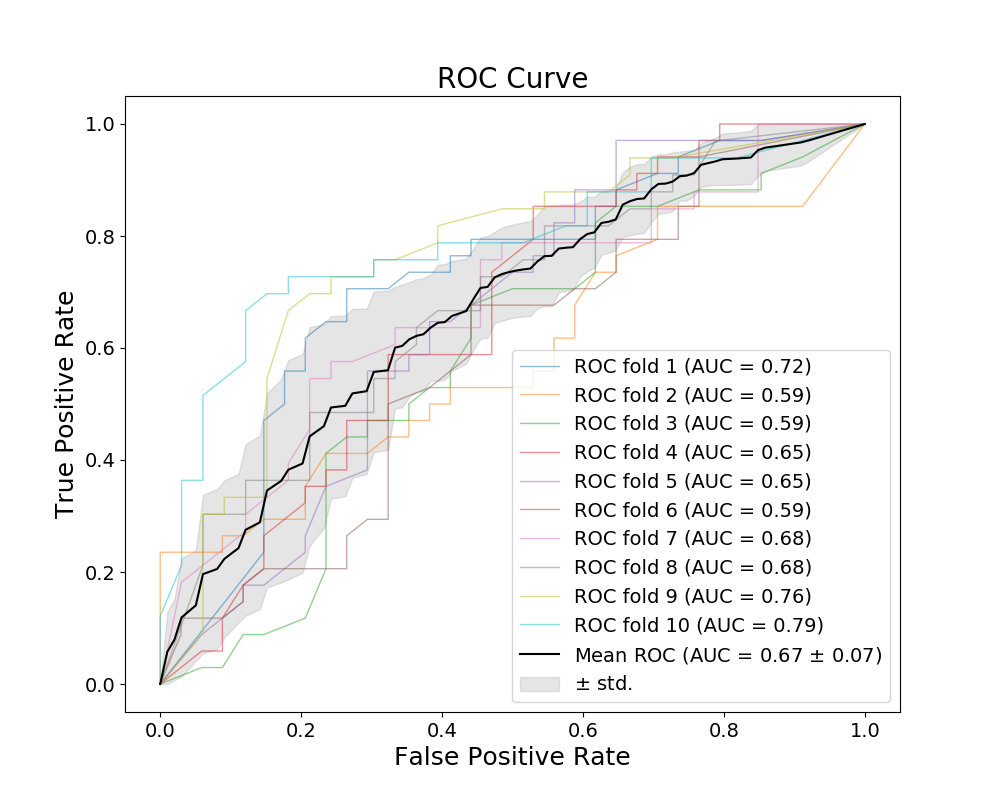 ROC Curve
True Positive Rate
1.0
0.8
0.6
0.4
0.2
0.0
ROC fold 1 (AUC = 0.72)
ROC fold 2 (AUC = 0.59)
ROC fold 3 (AUC = 0.59)
ROC fold 4 (AUC = 0.65)
ROC fold 5 (AUC = 0.65)
ROC fold 6 (AUC = 0.59)
ROC fold 7 (AUC = 0.68)
ROC fold 8 (AUC = 0.68)
ROC fold 9 (AUC = 0.76)
ROC fold 10 (AUC = 0.79)
Mean ROC (AUC = 0.67 ± 0.07)
± std.
0.0 0.2 0.4 0.6 0.8 1.0
False Positive Rate